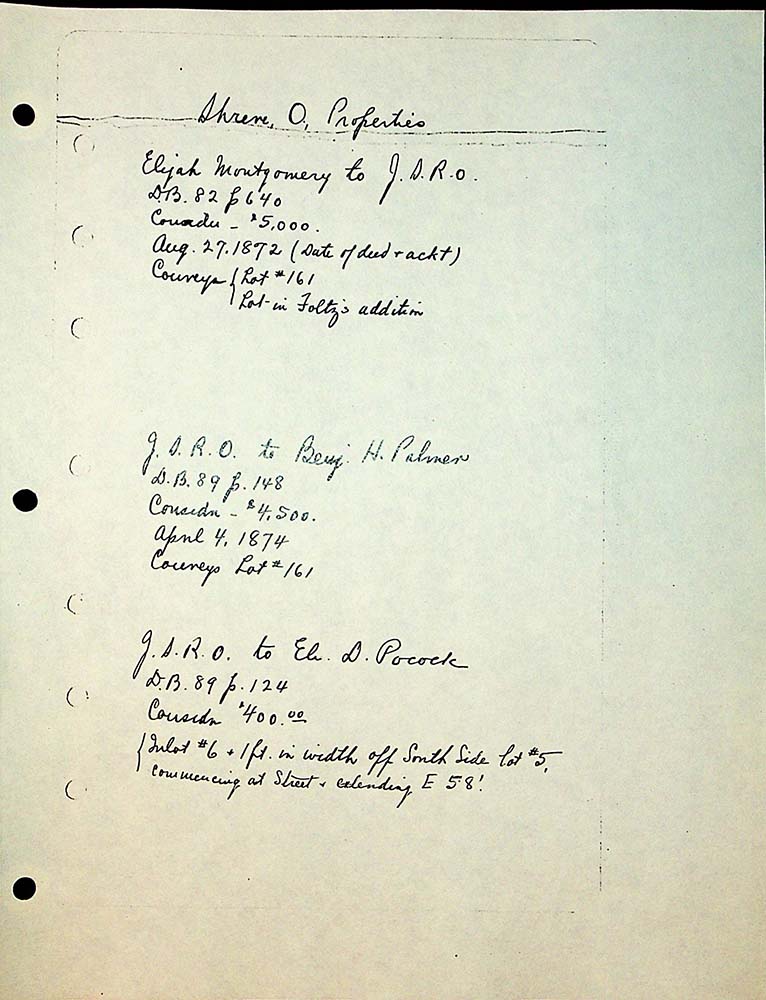 Shreve, O, Properties
Elijah Montgomery to J. S. R. O.
D.B. 82 p 640
Considn - $5,000.
Aug. 27, 1872 (Date of deed + ackt)
Conveys { Lot #161
Lot in Foltz's addition
J. S. R. O. to Benj. H. Palmer
D.B. 89 p. 148
Considn - $4,500.
April 4, 1874
Conveys Lot #161
J. S. R. O. to Eli D. Pocock
D.B. 89 p. 124
Considn $400.00
{ Inlot #6 + 1 ft. in width off South Side lot #5,
commencing at Street + extending E 58'.